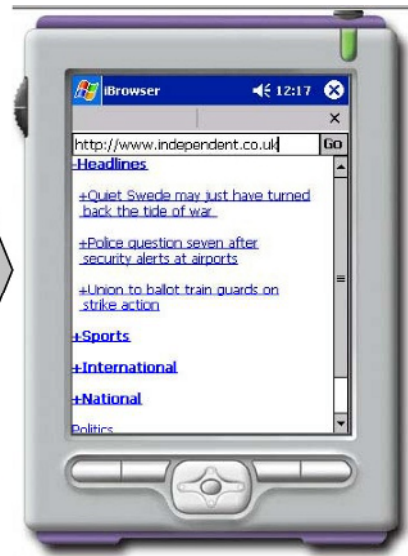 iBrowser 12:17
http://www.independent.co.uk
Go
-Headlines
+Quiet Swede may just have turned
back the tide of war
+Police question seven after
security alerts at airports
+Union to ballot train guards on
strike action
+Sports
+International
+National
Politics